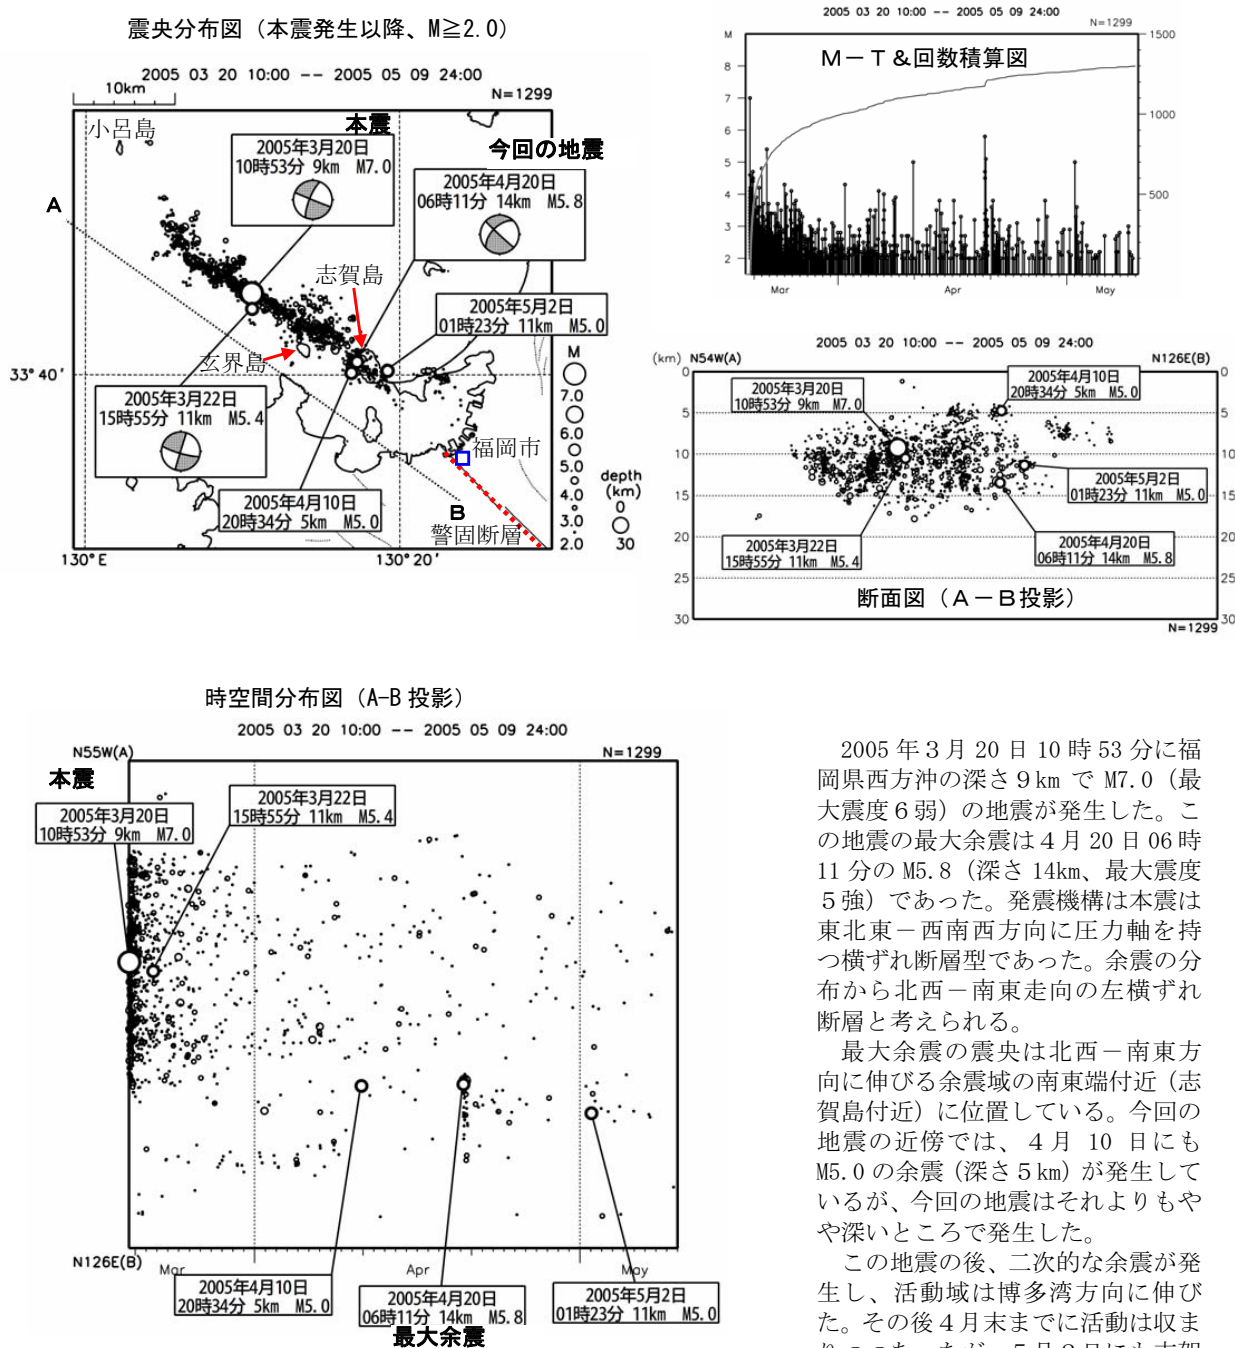 震央分布図（本震発生以降、M≧2.0）
2005 03 20 10:00 -- 2005 05 09 24:00
10km
N=1299
小呂島
本震
2005年3月20日
10時53分 9km M7.0
今回の地震
2005年4月20日
06時11分 14km M5.8
A
志賀島
2005年5月2日
01時23分 11km M5.0
玄界島
33°40'
2005年3月22日
15時55分 11km M5.4
福岡市
2005年4月10日
20時34分 5km M5.0
B
警固断層
130°E
130°20'
M
7.0
6.0
5.0
4.0
3.0
2.0
depth
(km)
0
30
2005 03 20 10:00 -- 2005 05 09 24:00
N=1299
M－T＆回数積算図
M
8
7
6
5
4
3
2
1500
1000
500
Mar
Apr
May
2005 03 20 10:00 -- 2005 05 09 24:00
(km)
N54W(A)
N126E(B)
0
5
10
15
20
25
30
0
5
10
15
20
25
30
2005年3月20日
10時53分 9km M7.0
2005年4月10日
20時34分 5km M5.0
2005年5月2日
01時23分 11km M5.0
2005年3月22日
15時55分 11km M5.4
2005年4月20日
06時11分 14km M5.8
断面図（A－B投影）
N=1299
時空間分布図（A-B 投影）
2005 03 20 10:00 -- 2005 05 09 24:00
N55W(A)
N=1299
本震
2005年3月20日
10時53分 9km M7.0
2005年3月22日
15時55分 11km M5.4
N126E(B)
Mar
Apr
May
2005年4月10日
20時34分 5km M5.0
2005年4月20日
06時11分 14km M5.8
最大余震
2005年5月2日
01時23分 11km M5.0
2005 年３月 20 日 10 時 53 分に福
岡県西方沖の深さ９km で M7.0（最
大震度６弱）の地震が発生した。こ
の地震の最大余震は４月 20 日 06 時
11 分の M5.8（深さ 14km、最大震度
５強）であった。発震機構は本震は
東北東－西南西方向に圧力軸を持
つ横ずれ断層型であった。余震の分
布から北西－南東走向の左横ずれ
断層と考えられる。
最大余震の震央は北西－南東方
向に伸びる余震域の南東端付近（志
賀島付近）に位置している。今回の
地震の近傍では、４月 10 日にも
M5.0 の余震（深さ５km）が発生して
いるが、今回の地震はそれよりもや
や深いところで発生した。
この地震の後、二次的な余震が発
生し、活動域は博多湾方向に伸び
た。その後４月末までに活動は収ま